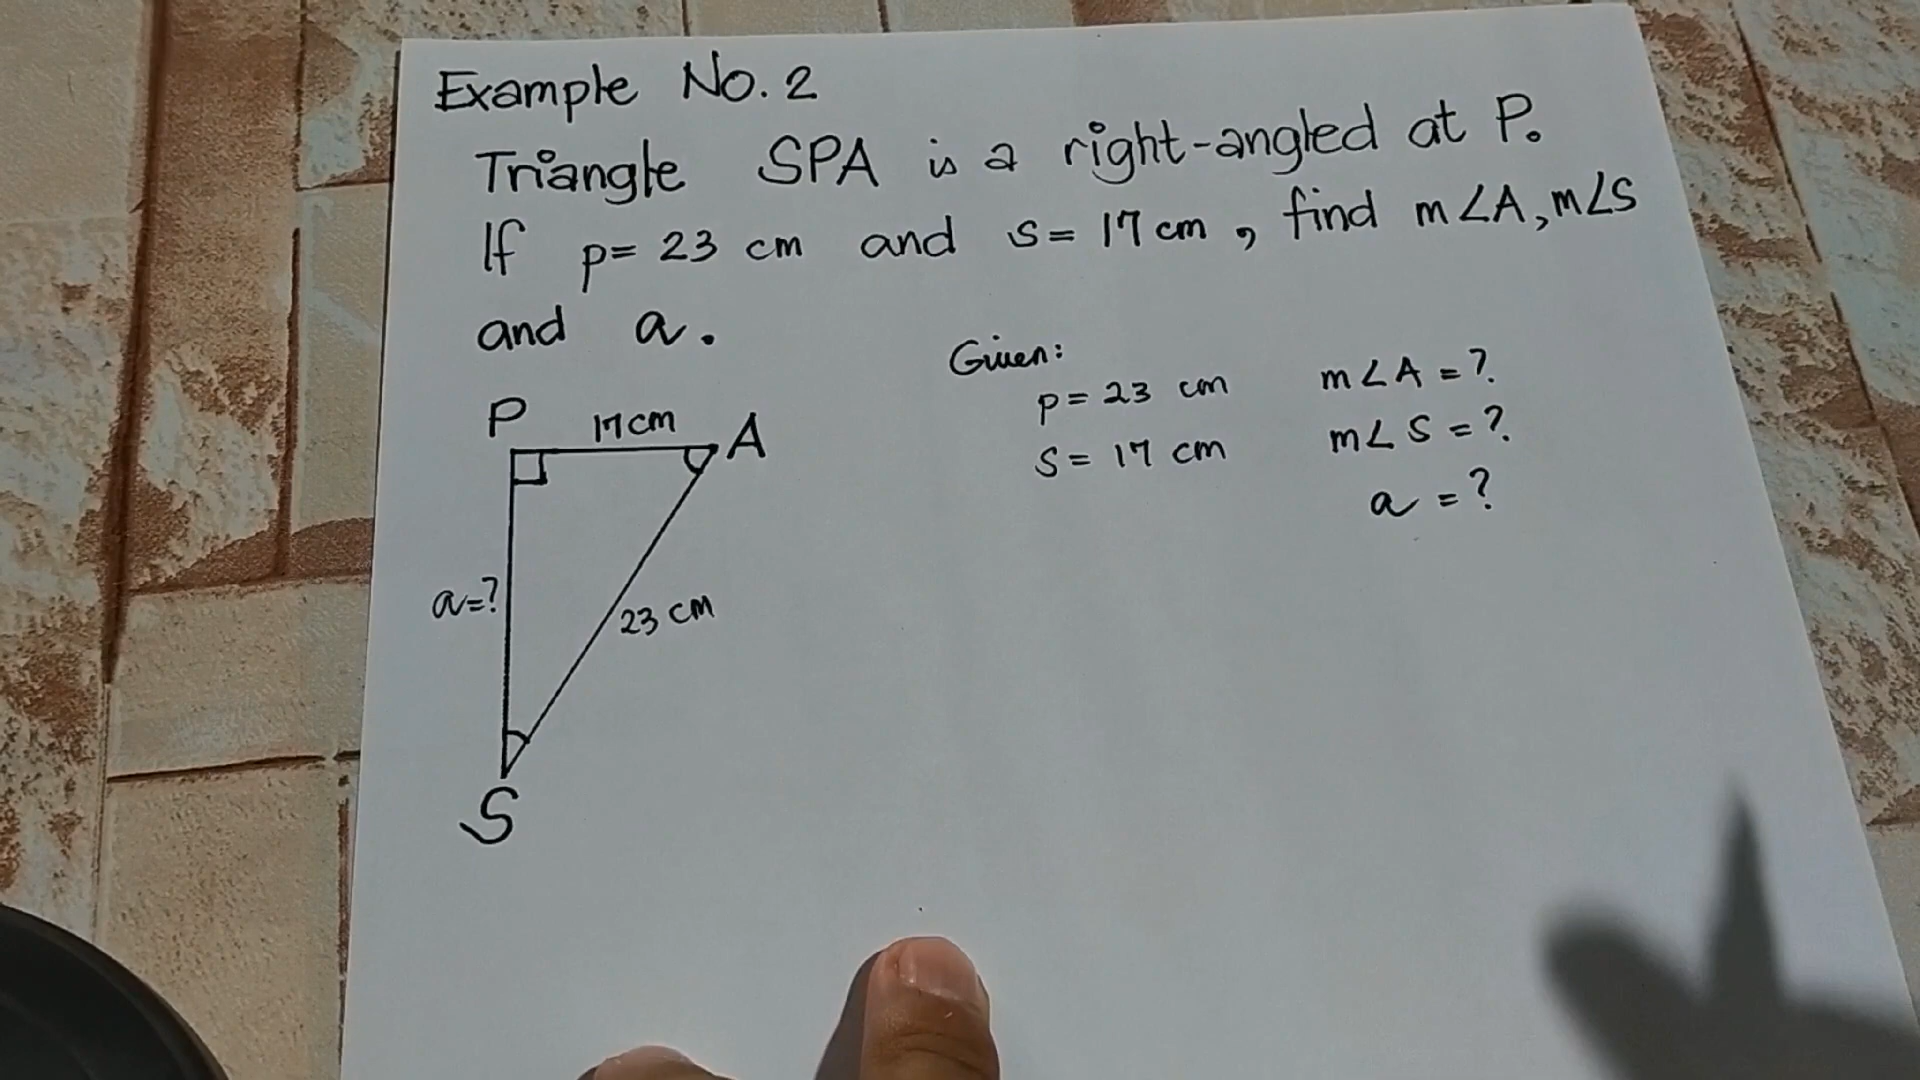 Example No. 2
Triangle SPA is a right-angled at P.
If p= 23 cm and s= 17 cm, find m∠A, m∠S
and a.
Given:
p= 23 cm
s= 17 cm
m∠A =?
m∠S =?
a =?
P
17 cm
A
a=?
23 cm
S